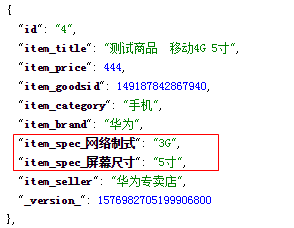 {
"id": "4",
"item_title": "测试商品 移动4G 5寸",
"item_price": 444,
"item_goodsid": 149187842867940,
"item_category": "手机",
"item_brand": "华为",
"item_spec_网络制式": "3G",
"item_spec_屏幕尺寸": "5寸",
"item_seller": "华为专卖店",
"_version_": 1576982705199906800
},